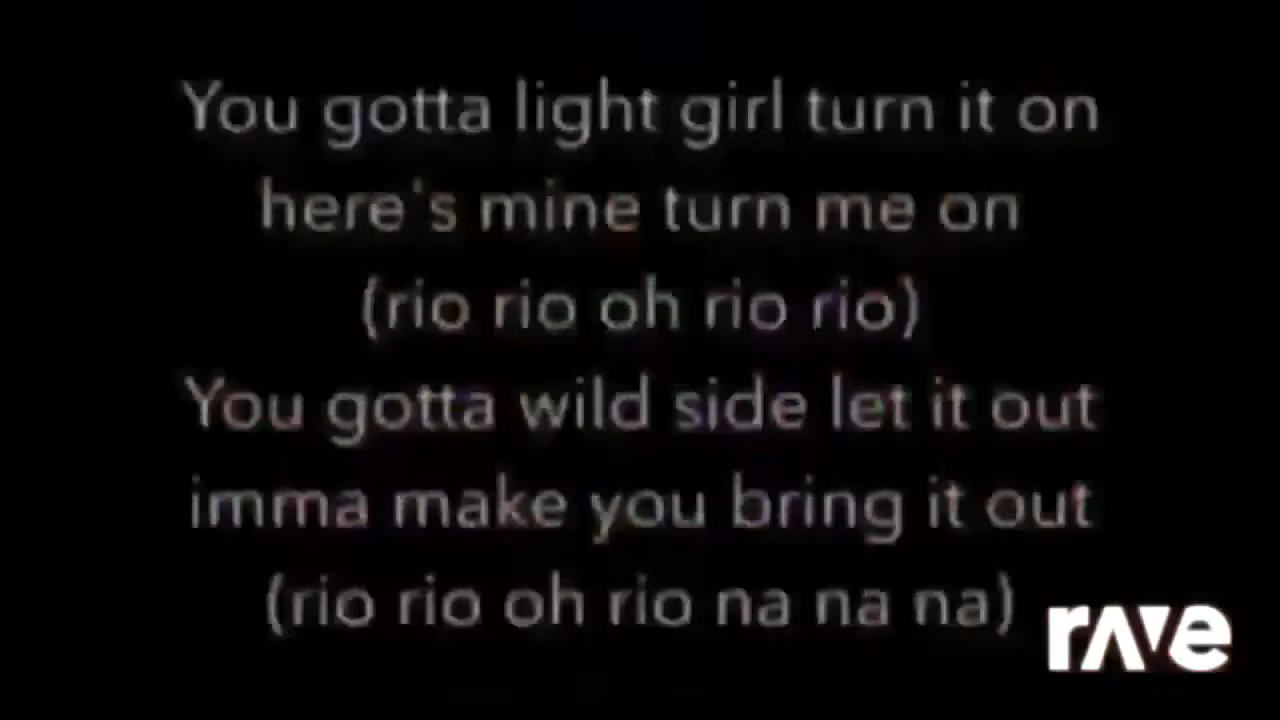 You gotta light girl turn it on
here's mine turn me on
(rio rio oh rio rio)
You gotta wild side let it out
imma make you bring it out
(rio rio oh rio na na na)
rave